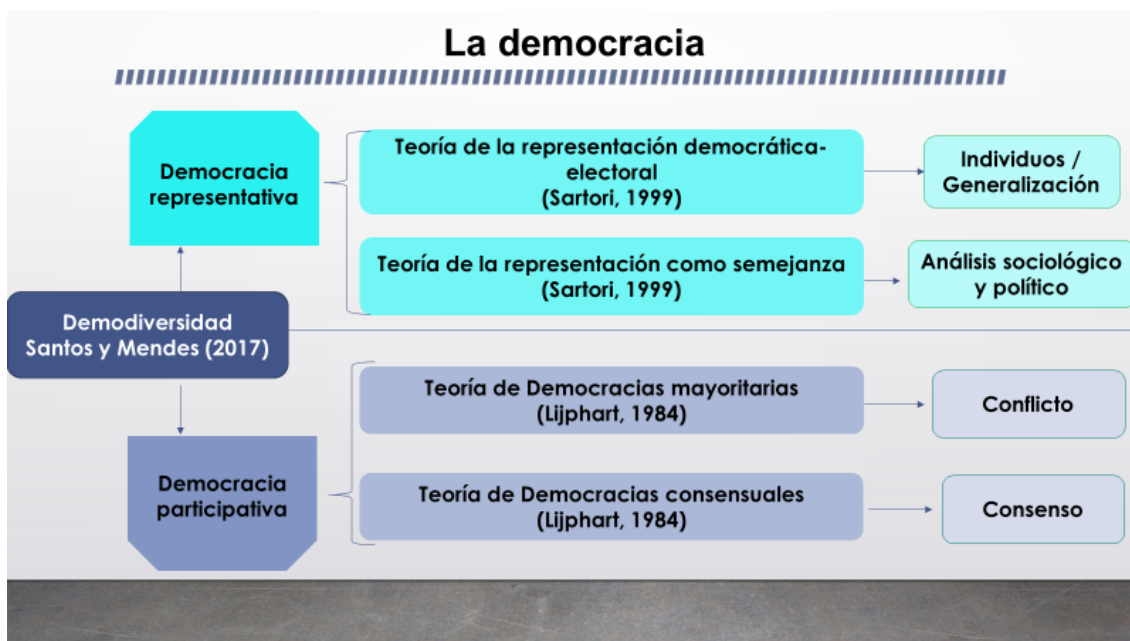 La democracia
Democracia
representativa
Teoría de la representación democrática-
electoral
(Sartori, 1999)
Individuos /
Generalización
Teoría de la representación como semejanza
(Sartori, 1999)
Análisis sociológico
y político
Demodiversidad
Santos y Mendes (2017)
Teoría de Democracias mayoritarias
(Lijphart, 1984)
Conflicto
Democracia
participativa
Teoría de Democracias consensuales
(Lijphart, 1984)
Consenso